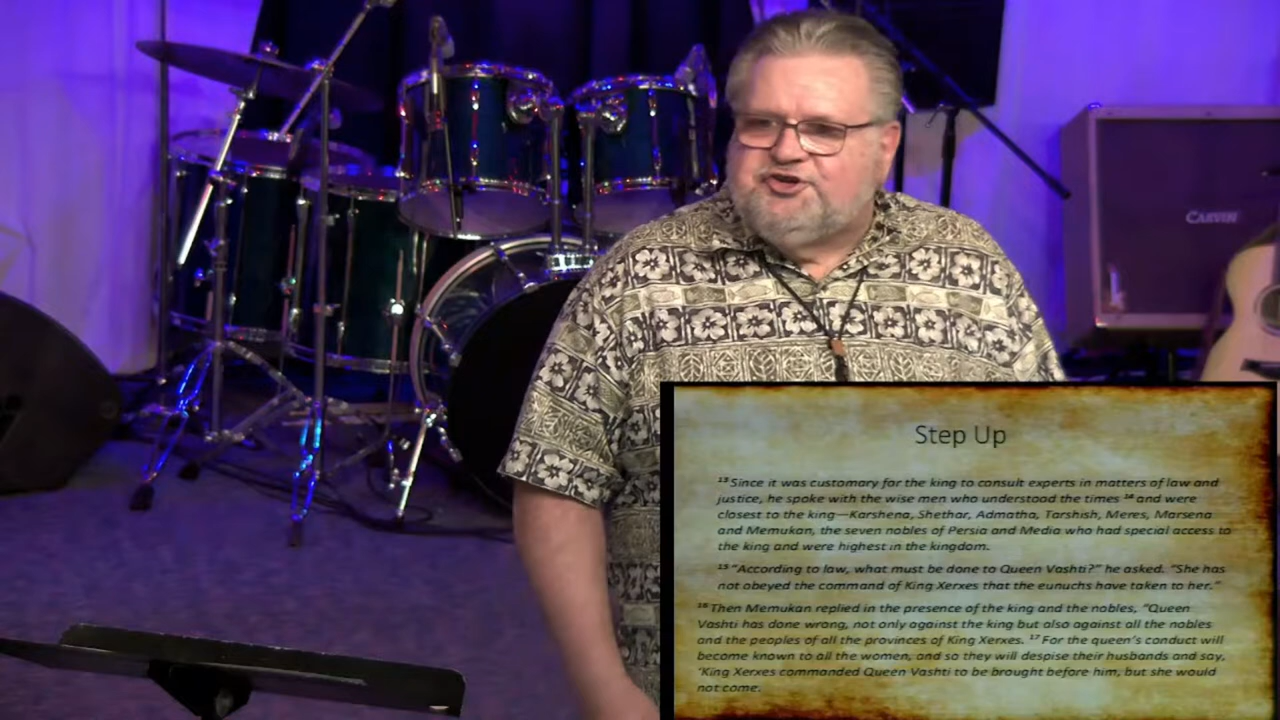 CARVIN
Step Up
¹³ Since it was customary for the king to consult experts in matters of law and
justice, he spoke with the wise men who understood the times ¹⁴ and were
closest to the king—Karshena, Shethar, Admatha, Tarshish, Meres, Marsena
and Memukan, the seven nobles of Persia and Media who had special access to
the king and were highest in the kingdom.
¹⁵ “According to law, what must be done to Queen Vashti?” he asked. “She has
not obeyed the command of King Xerxes that the eunuchs have taken to her.”
¹⁶ Then Memukan replied in the presence of the king and the nobles, “Queen
Vashti has done wrong, not only against the king but also against all the nobles
and the peoples of all the provinces of King Xerxes. ¹⁷ For the queen’s conduct will
become known to all the women, and so they will despise their husbands and say,
‘King Xerxes commanded Queen Vashti to be brought before him, but she would
not come.